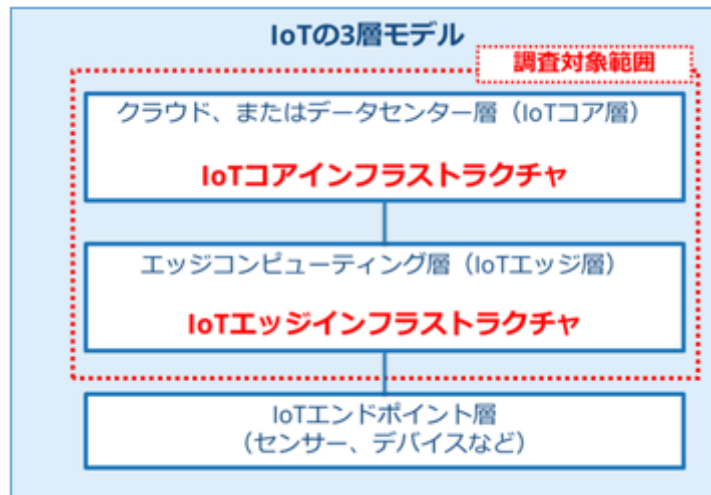 IoTの3層モデル
調査対象範囲
クラウド、またはデータセンター層（IoTコア層）
IoTコアインフラストラクチャ
エッジコンピューティング層（IoTエッジ層）
IoTエッジインフラストラクチャ
IoTエンドポイント層
（センサー、デバイスなど）